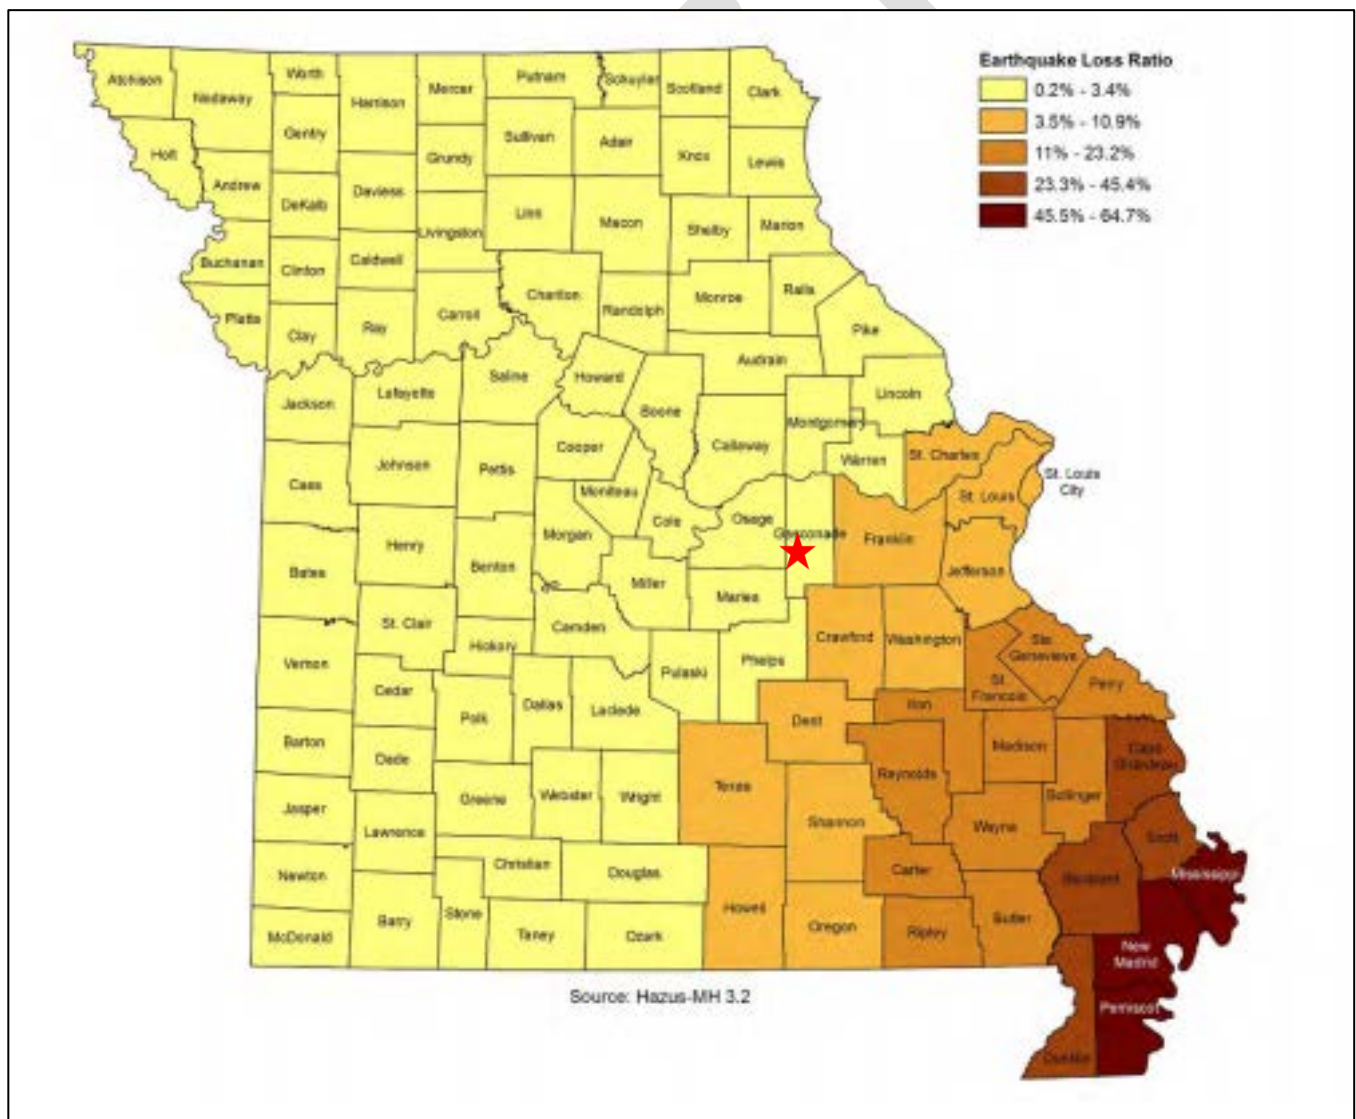 Earthquake Loss Ratio
0.2% - 3.4%
3.5% - 10.9%
11% - 23.2%
23.3% - 45.4%
45.5% - 64.7%
Atchison
Nodaway
Worth
Harrison
Mercer
Putnam
Schuyler
Scotland
Clark
Holt
Gentry
Sullivan
Adair
Knox
Lewis
Andrew
DeKalb
Daviess
Grundy
Linn
Macon
Shelby
Marion
Buchanan
Clinton
Caldwell
Livingston
Chariton
Randolph
Monroe
Ralls
Platte
Clay
Ray
Carroll
Pike
Audrain
Jackson
Lafayette
Saline
Howard
Boone
Callaway
Montgomery
Lincoln
Warren
St. Charles
Cass
Johnson
Pettis
Cooper
Moniteau
Cole
Osage
Gasconade
Franklin
St. Louis
St. Louis
City
Bates
Henry
Benton
Morgan
Miller
Maries
Jefferson
Vernon
St. Clair
Hickory
Camden
Pulaski
Phelps
Crawford
Washington
Ste.
Genevieve
St.
Francois
Perry
Cedar
Polk
Dallas
Laclede
Dent
Iron
Madison
Barton
Dade
Texas
Reynolds
Bollinger
Cape
Girardeau
Jasper
Greene
Webster
Wright
Shannon
Wayne
Scott
Lawrence
Newton
Christian
Douglas
Howell
Carter
Stoddard
Mississippi
McDonald
Barry
Stone
Taney
Ozark
Oregon
Ripley
Butler
New
Madrid
Pemiscot
Dunklin
Source: Hazus-MH 3.2